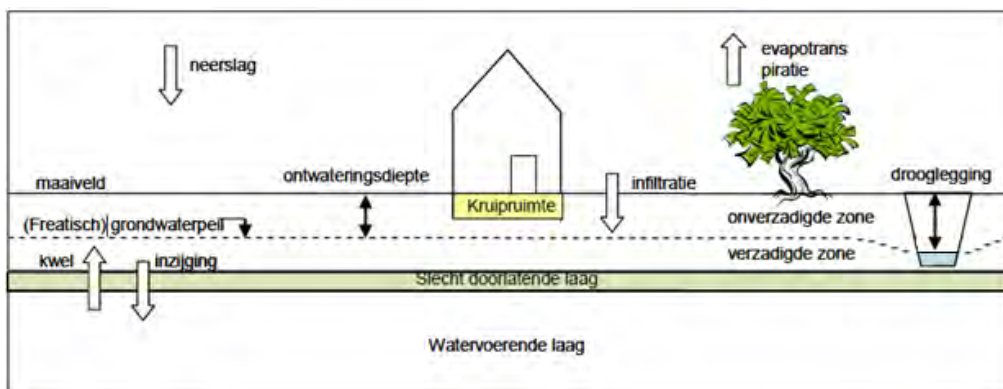 neerslag
evapotrans
piratie
maaiveld
ontwateringsdiepte
infiltratie
drooglegging
Kruipruimte
(Freatisch) grondwaterpeil
onverzadigde zone
kwel
inzijging
verzadigde zone
Slecht doorlatende laag
Watervoerende laag